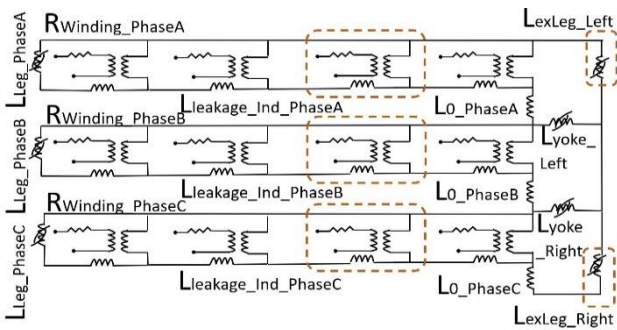 LexLeg_Left
RWinding_PhaseA
LLeg_PhaseA
Lleakage_Ind_PhaseA
L0_PhaseA
RWinding_PhaseB
LLeg_PhaseB
Lyoke_
Left
Lleakage_Ind_PhaseB
L0_PhaseB
RWinding_PhaseC
LLeg_PhaseC
Lyoke
_Right
Lleakage_Ind_PhaseC
L0_PhaseC
LexLeg_Right